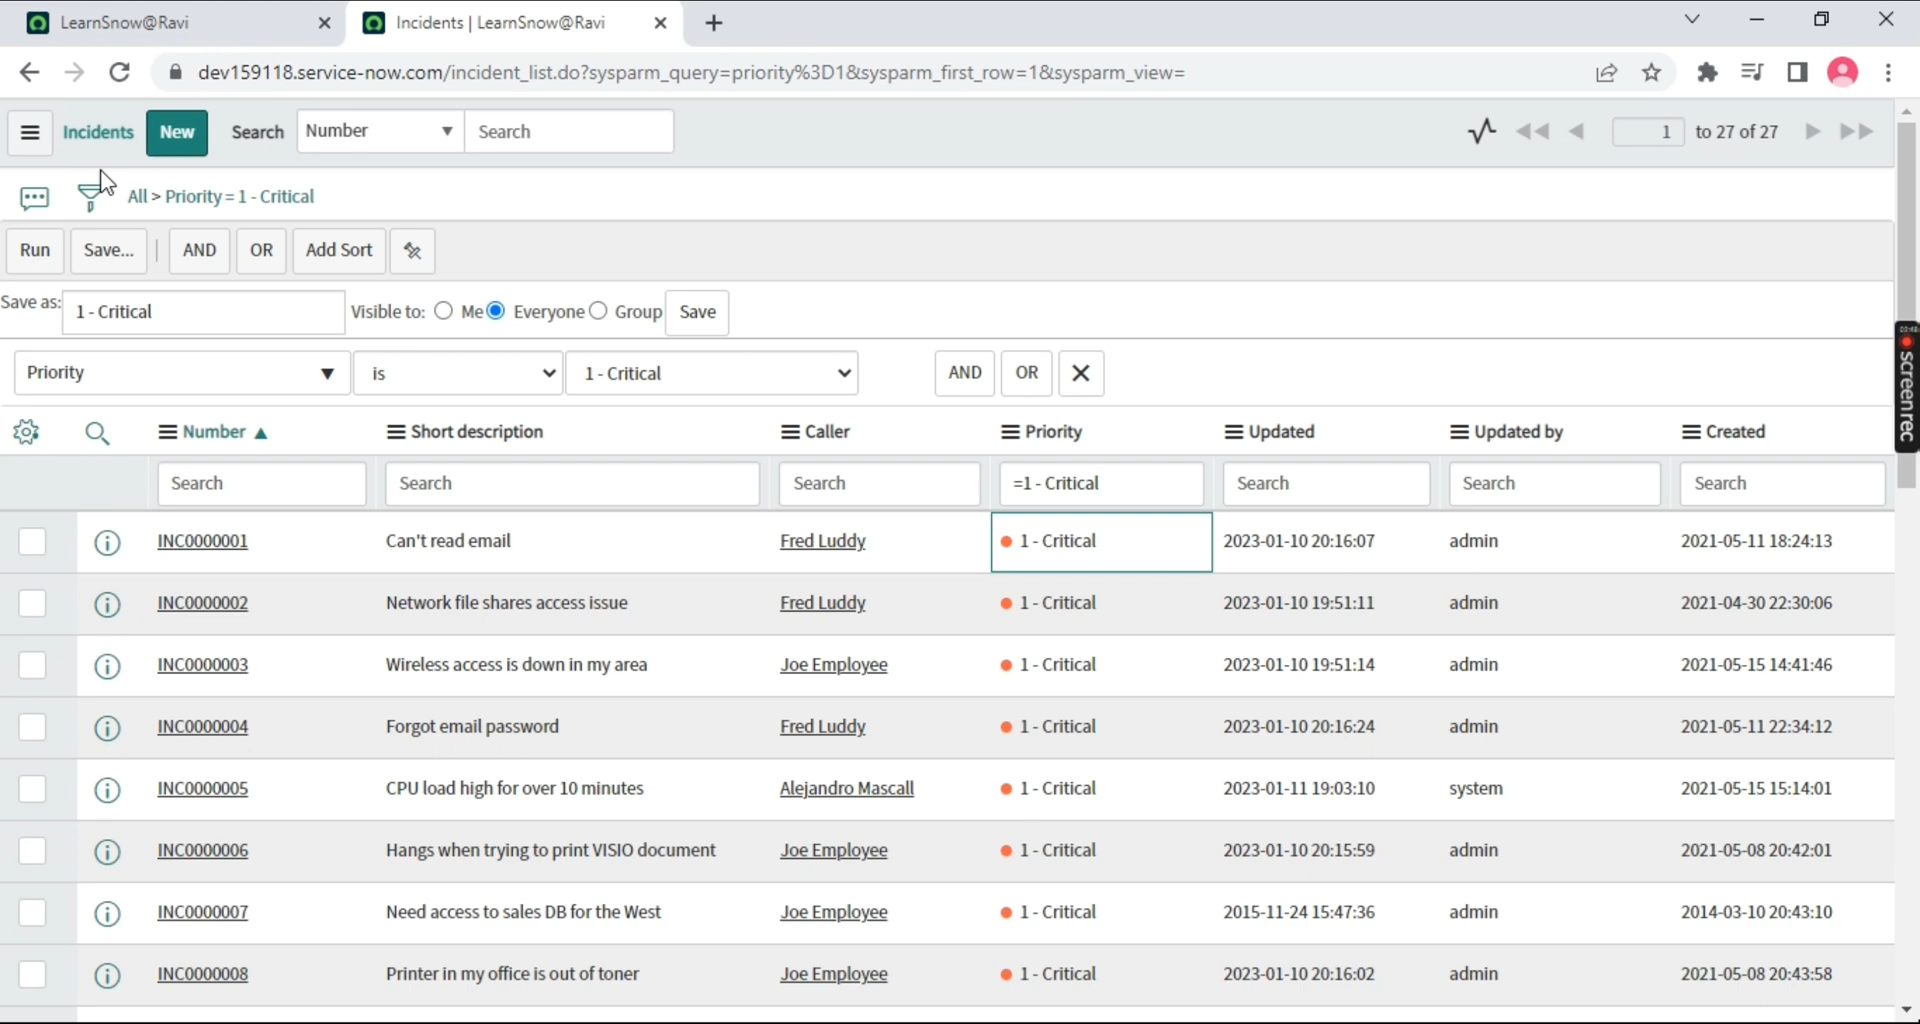 LearnSnow@Ravi
Incidents | LearnSnow@Ravi
dev159118.service-now.com/incident_list.do?sysparm_query=priority%3D1&sysparm_first_row=1&sysparm_view=
Incidents New Search Number Search 1 to 27 of 27
All > Priority = 1 - Critical
Run Save... AND OR Add Sort
Save as: 1 - Critical Visible to: Me Everyone Group Save
Priority is 1 - Critical AND OR
Number Short description Caller Priority Updated Updated by Created
Search Search Search =1 - Critical Search Search Search
INC0000001 Can't read email Fred Luddy 1 - Critical 2023-01-10 20:16:07 admin 2021-05-11 18:24:13
INC0000002 Network file shares access issue Fred Luddy 1 - Critical 2023-01-10 19:51:11 admin 2021-04-30 22:30:06
INC0000003 Wireless access is down in my area Joe Employee 1 - Critical 2023-01-10 19:51:14 admin 2021-05-15 14:41:46
INC0000004 Forgot email password Fred Luddy 1 - Critical 2023-01-10 20:16:24 admin 2021-05-11 22:34:12
INC0000005 CPU load high for over 10 minutes Alejandro Mascall 1 - Critical 2023-01-11 19:03:10 system 2021-05-15 15:14:01
INC0000006 Hangs when trying to print VISIO document Joe Employee 1 - Critical 2023-01-10 20:15:59 admin 2021-05-08 20:42:01
INC0000007 Need access to sales DB for the West Joe Employee 1 - Critical 2015-11-24 15:47:36 admin 2014-03-10 20:43:10
INC0000008 Printer in my office is out of toner Joe Employee 1 - Critical 2023-01-10 20:16:02 admin 2021-05-08 20:43:58
screenrec